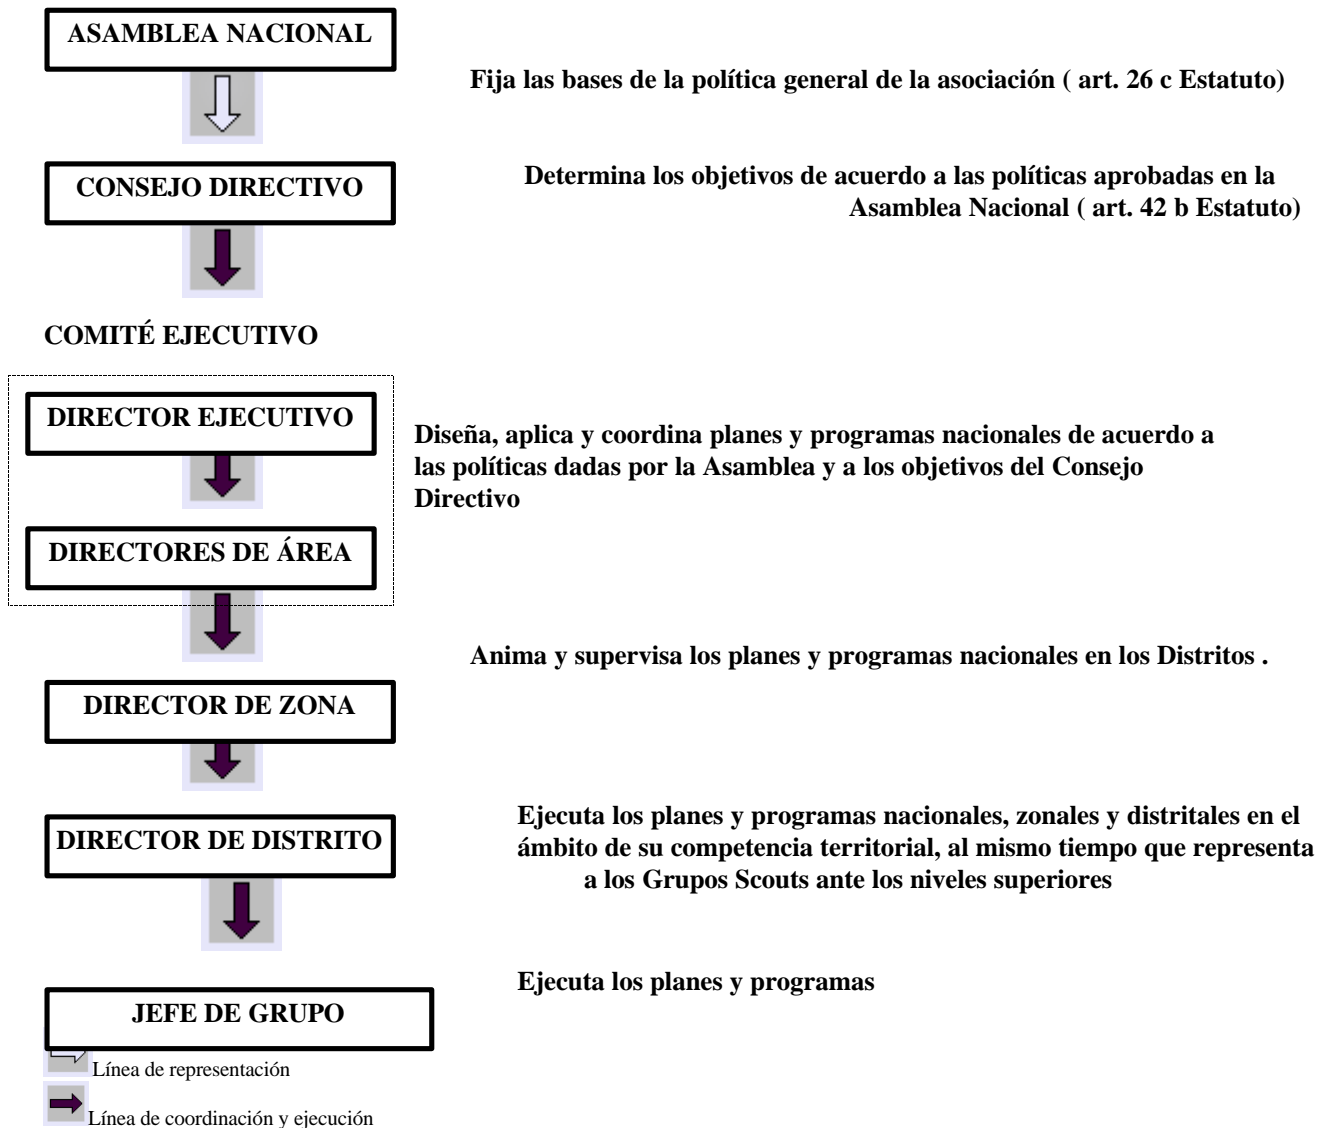 ASAMBLEA NACIONAL
Fija las bases de la política general de la asociación ( art. 26 c Estatuto)
CONSEJO DIRECTIVO
Determina los objetivos de acuerdo a las políticas aprobadas en la
Asamblea Nacional ( art. 42 b Estatuto)
COMITÉ EJECUTIVO
DIRECTOR EJECUTIVO
Diseña, aplica y coordina planes y programas nacionales de acuerdo a
las políticas dadas por la Asamblea y a los objetivos del Consejo
Directivo
DIRECTORES DE ÁREA
Anima y supervisa los planes y programas nacionales en los Distritos .
DIRECTOR DE ZONA
DIRECTOR DE DISTRITO
Ejecuta los planes y programas nacionales, zonales y distritales en el
ámbito de su competencia territorial, al mismo tiempo que representa
a los Grupos Scouts ante los niveles superiores
Ejecuta los planes y programas
JEFE DE GRUPO
Línea de representación
Línea de coordinación y ejecución